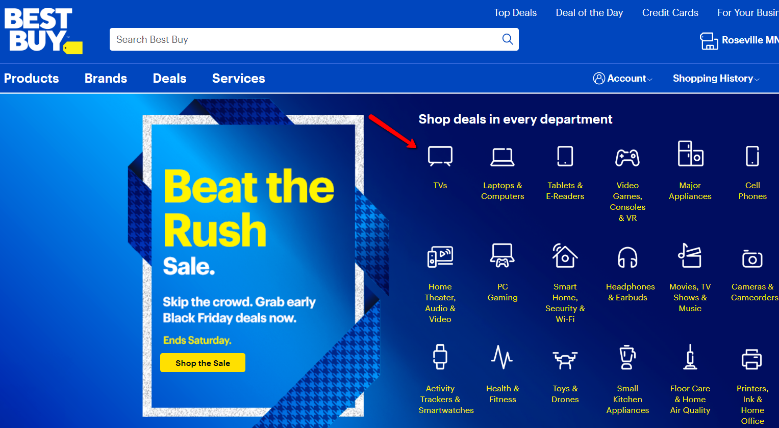 BEST
BUY
Top Deals
Deal of the Day
Credit Cards
For Your
Search Best Buy
Roseville MN
Products
Brands
Deals
Services
Account
Shopping History
Beat the
Rush
Sale.
Skip the crowd. Grab early
Black Friday deals now.
Ends Saturday.
Shop the Sale
Shop deals in every department
TVs
Laptops &
Computers
Tablets &
E-Readers
Video
Games,
Consoles
& VR
Major
Appliances
Cell
Phones
Home
Theater,
Audio &
Video
PC
Gaming
Smart
Home,
Security &
Wi-Fi
Headphones
& Earbuds
Movies, TV
Shows &
Music
Cameras &
Camcorders
Activity
Trackers &
Smartwatches
Health &
Fitness
Toys &
Drones
Small
Kitchen
Appliances
Floor Care
& Home
Air Quality
Printers,
Ink &
Home
Office